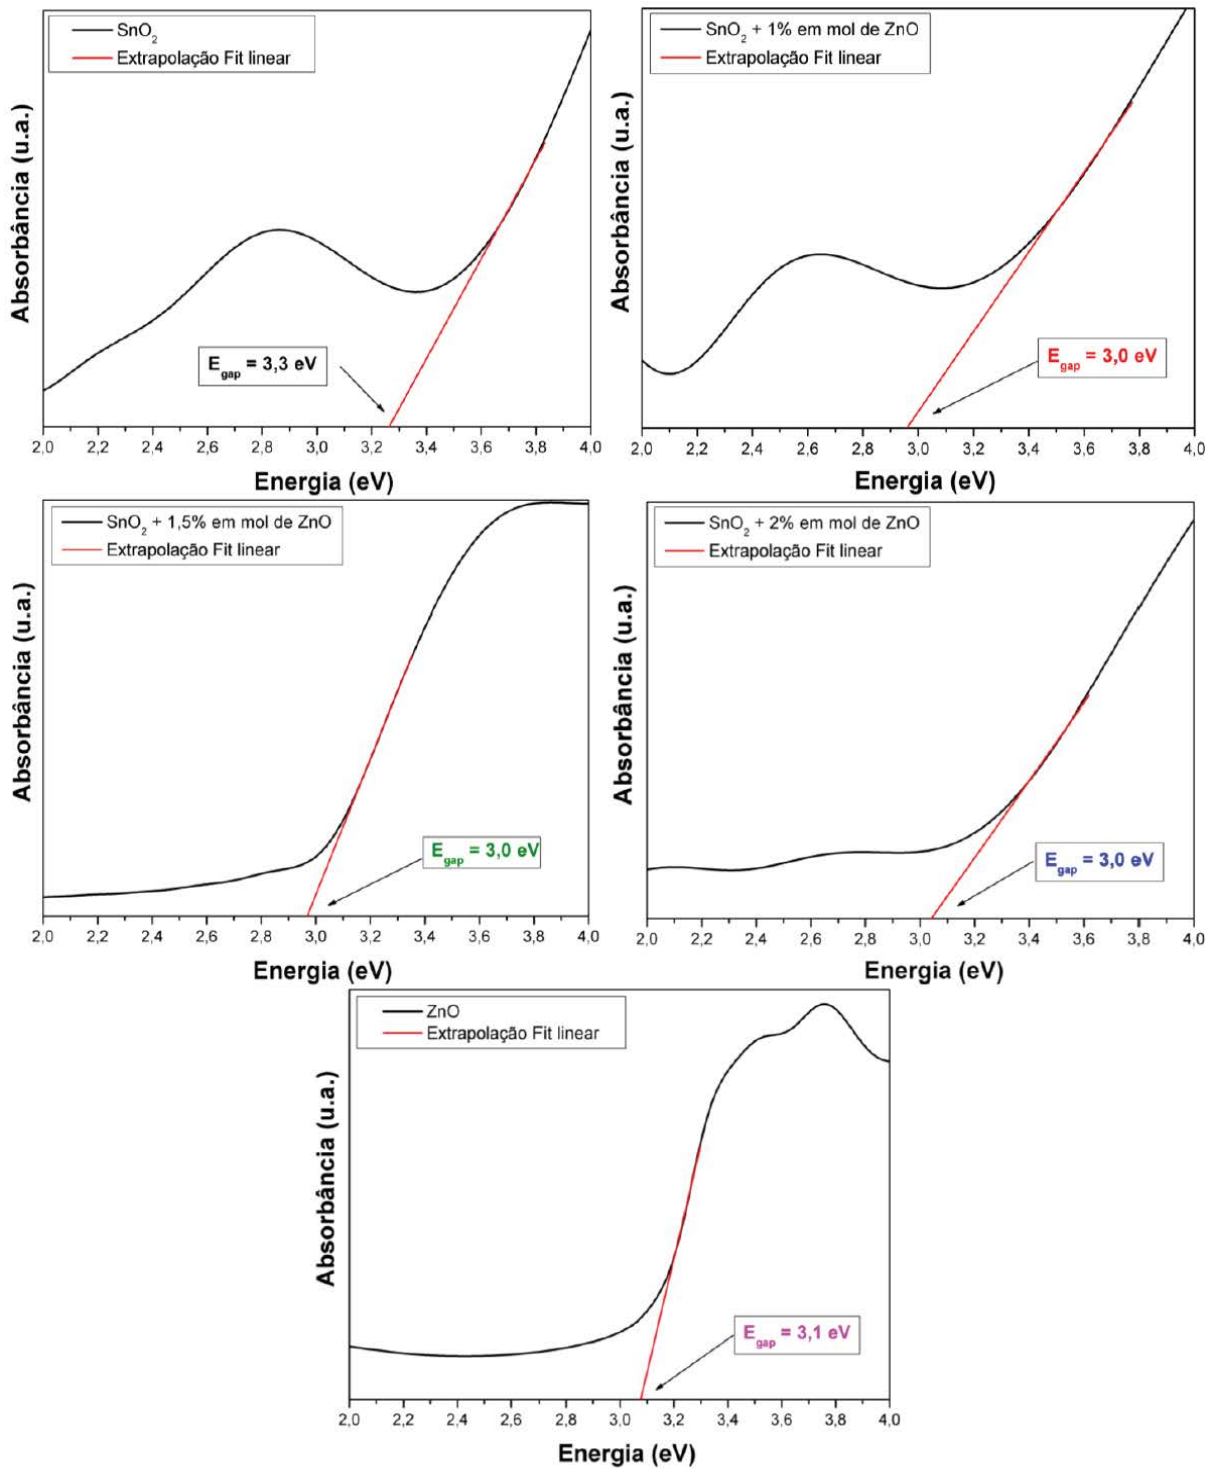 SnO2
Extrapolação Fit linear
Absorbância (u.a.)
Egap = 3,3 eV
2,0 2,2 2,4 2,6 2,8 3,0 3,2 3,4 3,6 3,8 4,0
Energia (eV)
SnO2 + 1% em mol de ZnO
Extrapolação Fit linear
Absorbância (u.a.)
Egap = 3,0 eV
2,0 2,2 2,4 2,6 2,8 3,0 3,2 3,4 3,6 3,8 4,0
Energia (eV)
SnO2 + 1,5% em mol de ZnO
Extrapolação Fit linear
Absorbância (u.a.)
Egap = 3,0 eV
2,0 2,2 2,4 2,6 2,8 3,0 3,2 3,4 3,6 3,8 4,0
Energia (eV)
SnO2 + 2% em mol de ZnO
Extrapolação Fit linear
Absorbância (u.a.)
Egap = 3,0 eV
2,0 2,2 2,4 2,6 2,8 3,0 3,2 3,4 3,6 3,8 4,0
Energia (eV)
ZnO
Extrapolação Fit linear
Absorbância (u.a.)
Egap = 3,1 eV
2,0 2,2 2,4 2,6 2,8 3,0 3,2 3,4 3,6 3,8 4,0
Energia (eV)